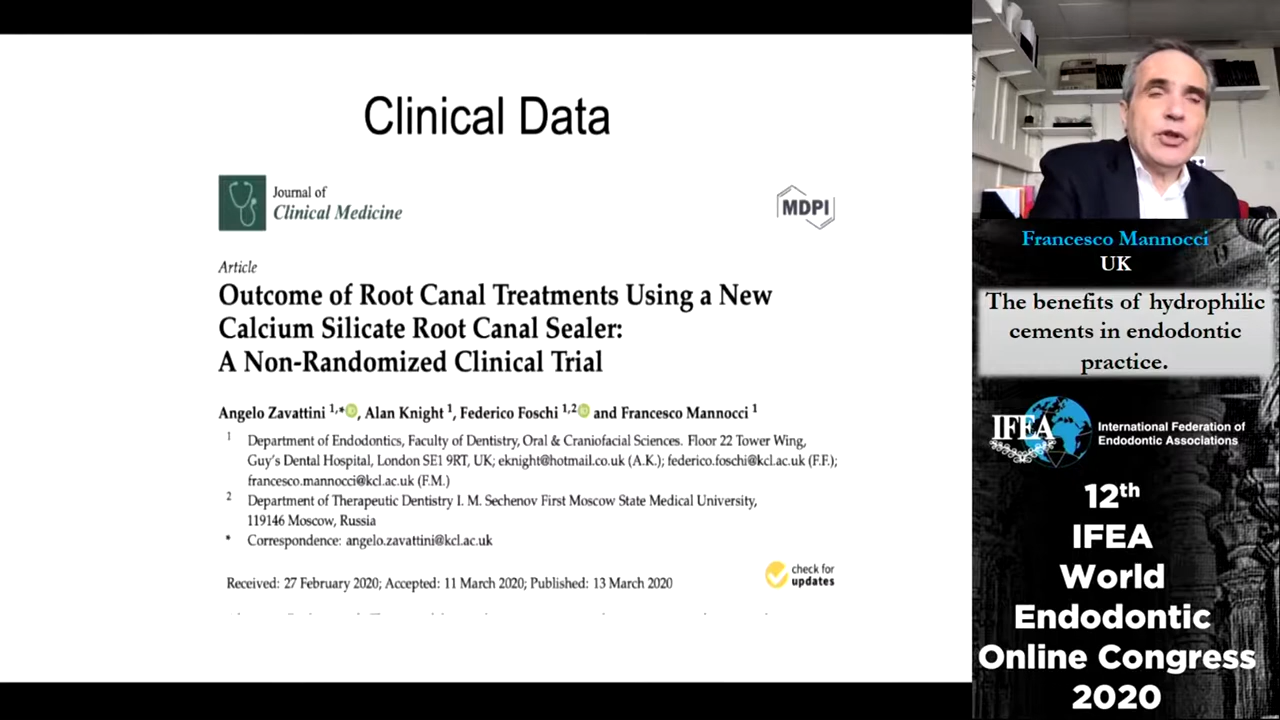 Clinical Data
Journal of
Clinical Medicine
MDPI
Article
Outcome of Root Canal Treatments Using a New
Calcium Silicate Root Canal Sealer:
A Non-Randomized Clinical Trial
Angelo Zavattini 1,*, Alan Knight 1, Federico Foschi 1,2 and Francesco Mannocci 1
1 Department of Endodontics, Faculty of Dentistry, Oral & Craniofacial Sciences. Floor 22 Tower Wing,
Guy's Dental Hospital, London SE1 9RT, UK; eknight@hotmail.co.uk (A.K.); federico.foschi@kcl.ac.uk (F.F.);
francesco.mannocci@kcl.ac.uk (F.M.)
2 Department of Therapeutic Dentistry I. M. Sechenov First Moscow State Medical University,
119146 Moscow, Russia
* Correspondence: angelo.zavattini@kcl.ac.uk
Received: 27 February 2020; Accepted: 11 March 2020; Published: 13 March 2020
check for
updates
Francesco Mannocci
UK
The benefits of hydrophilic
cements in endodontic
practice.
IFEA
International Federation of
Endodontic Associations
12th
IFEA
World
Endodontic
Online Congress
2020